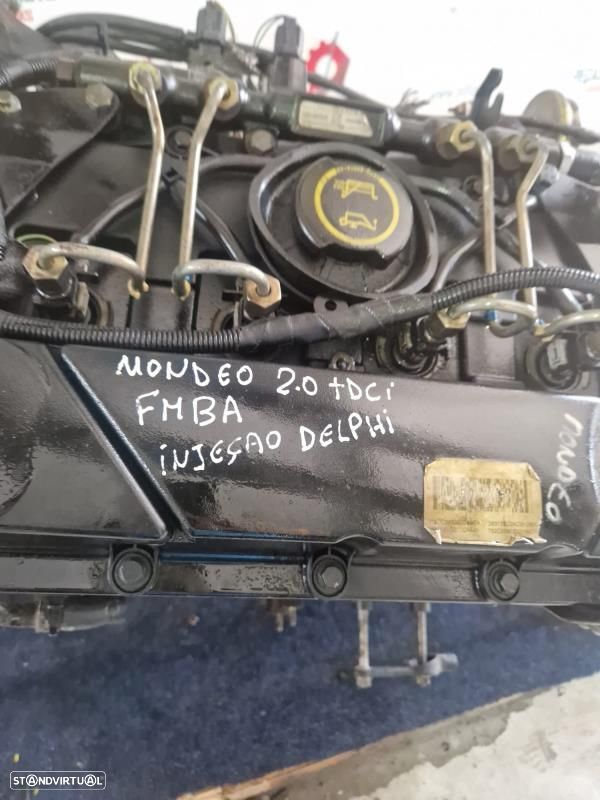 MONDEO 2.0 tDCi
FMBA
iNJEÇAO DELPHi
MONDEO
STANDVIRTUAL